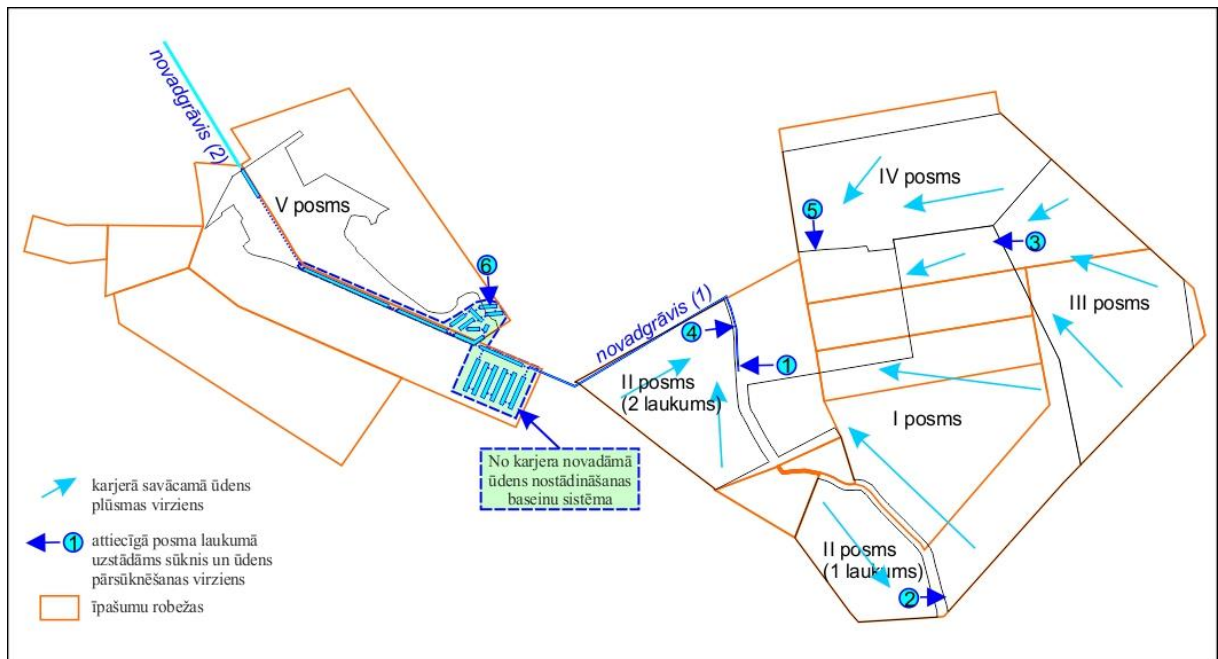 novadgrāvis (2)
V posms
6
novadgrāvis (1)
4
1
II posms
(2 laukums)
IV posms
5
3
III posms
I posms
II posms
(1 laukums)
2
No karjera novadāmā
ūdens nostādināšanas
baseinu sistēma
karjerā savācamā ūdens
plūsmas virziens
1
attiecīgā posma laukumā
uzstādāms sūknis un ūdens
pārsūknēšanas virziens
īpašumu robežas